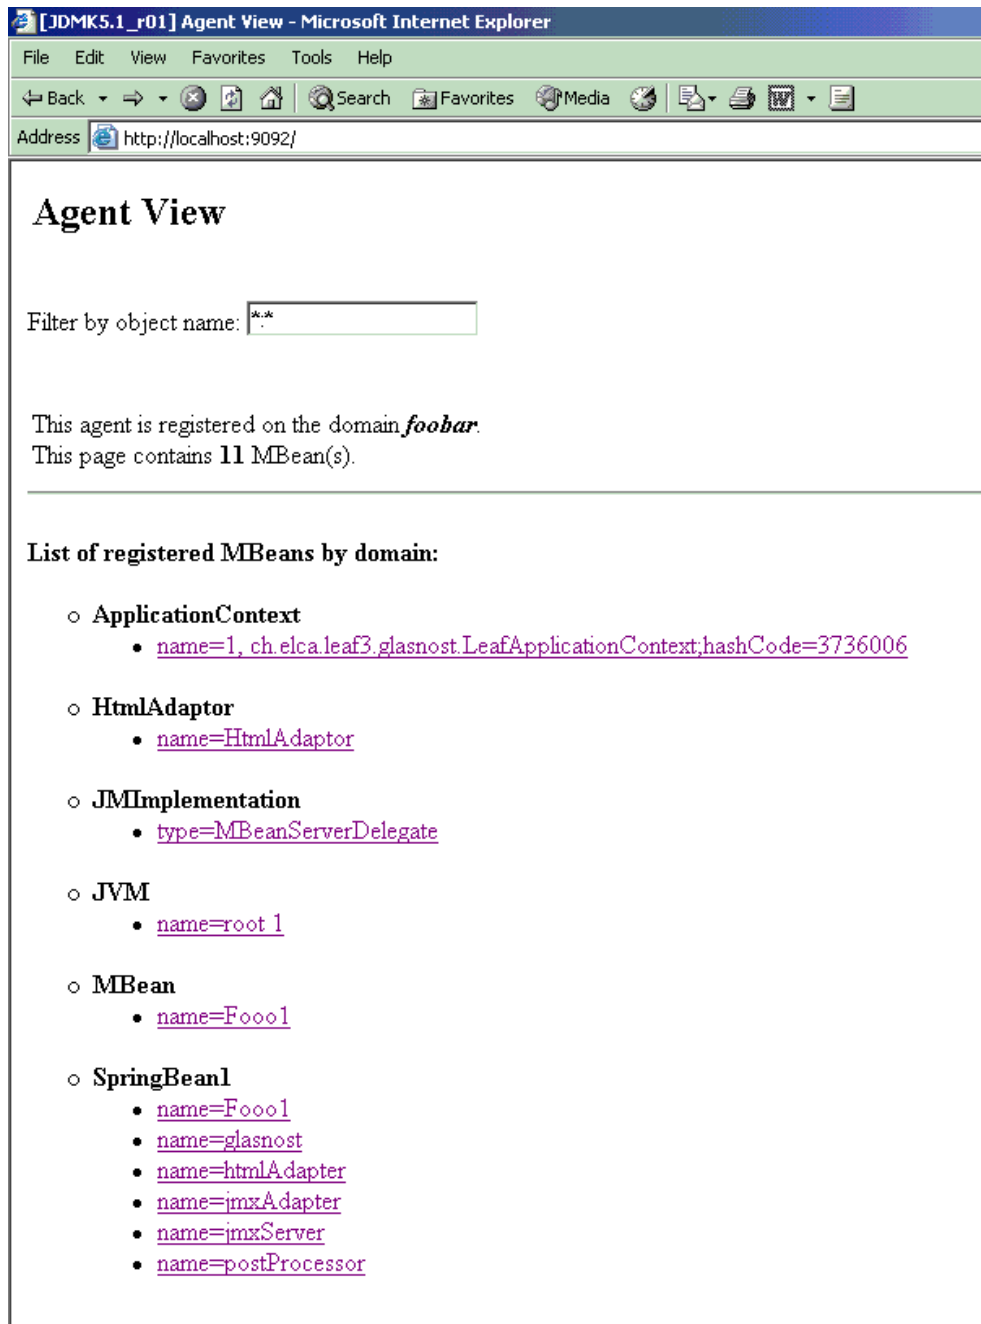 [JDMK5.1_r01] Agent View - Microsoft Internet Explorer
File Edit View Favorites Tools Help
Back Search Favorites Media
Address http://localhost:9092/
Agent View
Filter by object name: *:*
This agent is registered on the domain foobar.
This page contains 11 MBean(s).
List of registered MBeans by domain:
ApplicationContext
name=1, ch.elca.leaf3.glasnost.LeafApplicationContext;hashCode=3736006
HtmlAdaptor
name=HtmlAdaptor
JMImplementation
type=MBeanServerDelegate
JVM
name=root 1
MBean
name=Fooo1
SpringBean1
name=Fooo1
name=glasnost
name=htmlAdapter
name=jmxAdapter
name=jmxServer
name=postProcessor